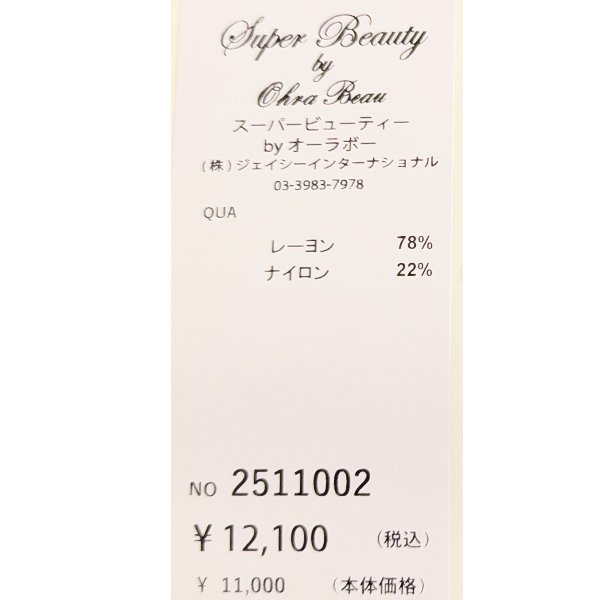 Super Beauty
by
Ohra Beau
スーパービューティー
by オーラボー
(株)ジェイシーインターナショナル
03-3983-7978
QUA
レーヨン 78%
ナイロン 22%
NO 2511002
¥ 12,100 (税込)
¥ 11,000 (本体価格)